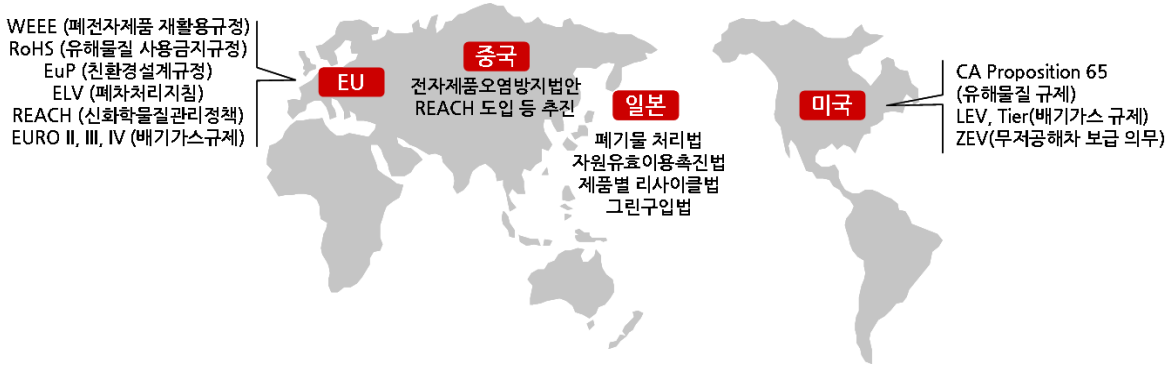 WEEE (폐전자제품 재활용규정)
RoHS (유해물질 사용금지규정)
EuP (친환경설계규정)
ELV (폐차처리지침)
REACH (신화학물질관리정책)
EURO II, III, IV (배기가스규제)
EU
중국
전자제품오염방지법안
REACH 도입 등 추진
일본
폐기물 처리법
자원유효이용촉진법
제품별 리사이클법
그린구입법
미국
CA Proposition 65
(유해물질 규제)
LEV, Tier(배기가스 규제)
ZEV(무저공해차 보급 의무)